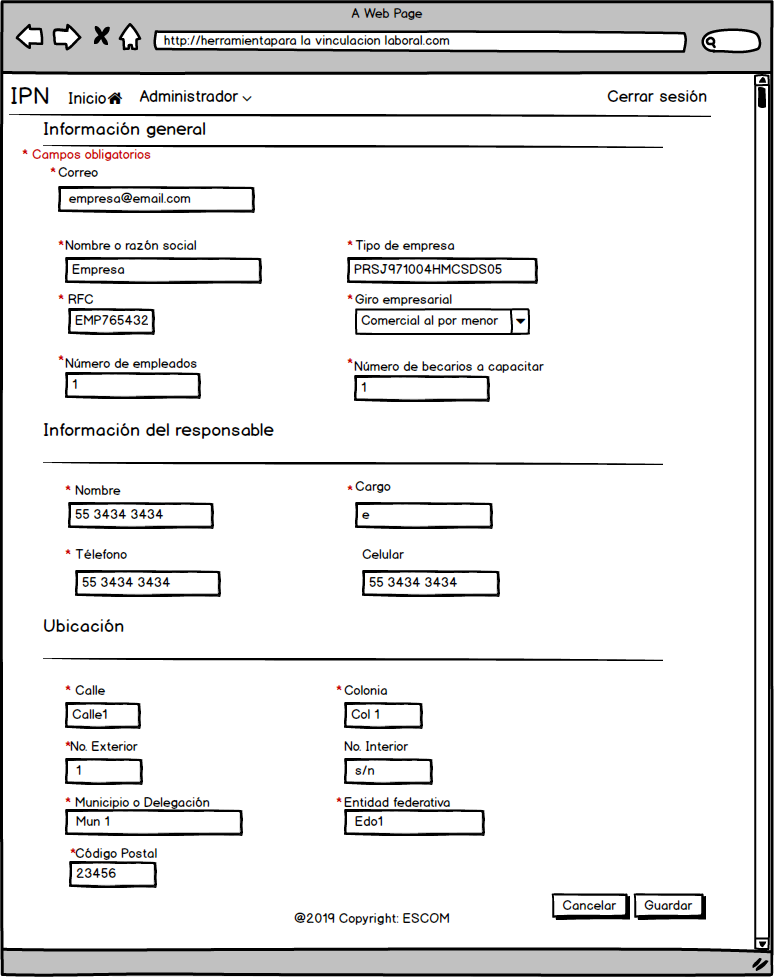 A Web Page
http://herramientapara la vinculacion laboral.com
IPN Inicio Administrador Cerrar sesión
Información general
* Campos obligatorios
* Correo
empresa@email.com
*Nombre o razón social * Tipo de empresa
Empresa PRSJ971004HMCSDS05
* RFC * Giro empresarial
EMP765432 Comercial al por menor
*Número de empleados *Número de becarios a capacitar
1 1
Información del responsable
* Nombre * Cargo
55 3434 3434 e
* Télefono Celular
55 3434 3434 55 3434 3434
Ubicación
* Calle * Colonia
Calle1 Col 1
*No. Exterior No. Interior
1 s/n
* Municipio o Delegación *Entidad federativa
Mun 1 Edo1
*Código Postal
23456
Cancelar Guardar
@2019 Copyright: ESCOM